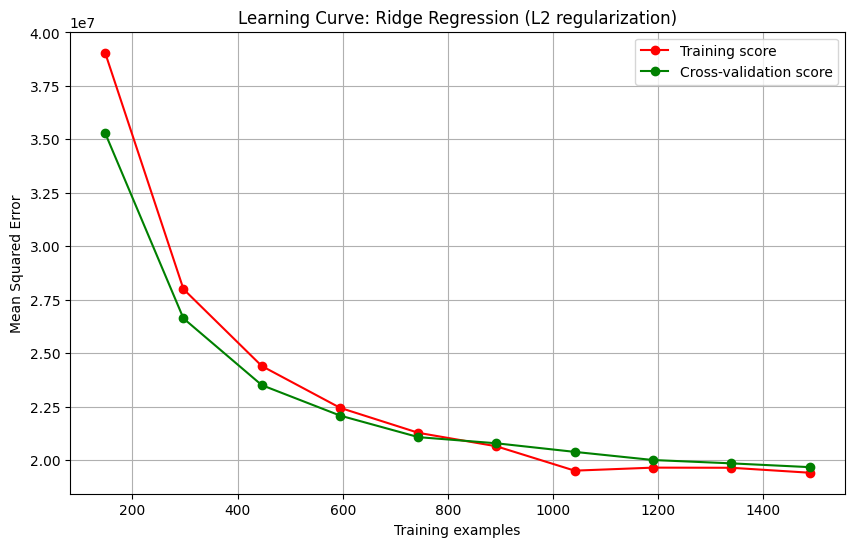 Learning Curve: Ridge Regression (L2 regularization)
1e7
4.00
3.75
3.50
3.25
3.00
2.75
2.50
2.25
2.00
Mean Squared Error
Training score
Cross-validation score
200 400 600 800 1000 1200 1400
Training examples